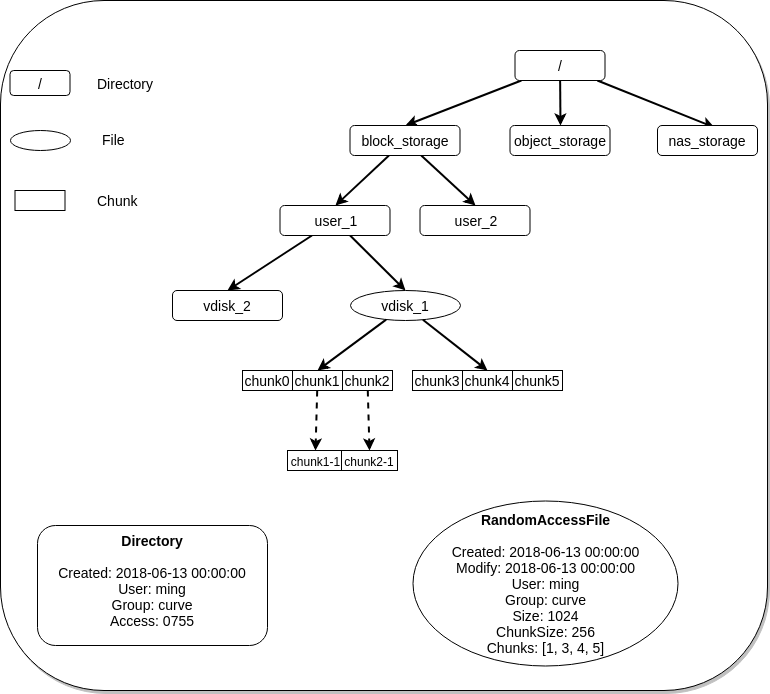 /
/
Directory
block_storage
object_storage
nas_storage
File
Chunk
user_1
user_2
vdisk_2
vdisk_1
chunk0 chunk1 chunk2
chunk3 chunk4 chunk5
chunk1-1 chunk2-1
Directory
Created: 2018-06-13 00:00:00
User: ming
Group: curve
Access: 0755
RandomAccessFile
Created: 2018-06-13 00:00:00
Modify: 2018-06-13 00:00:00
User: ming
Group: curve
Size: 1024
ChunkSize: 256
Chunks: [1, 3, 4, 5]